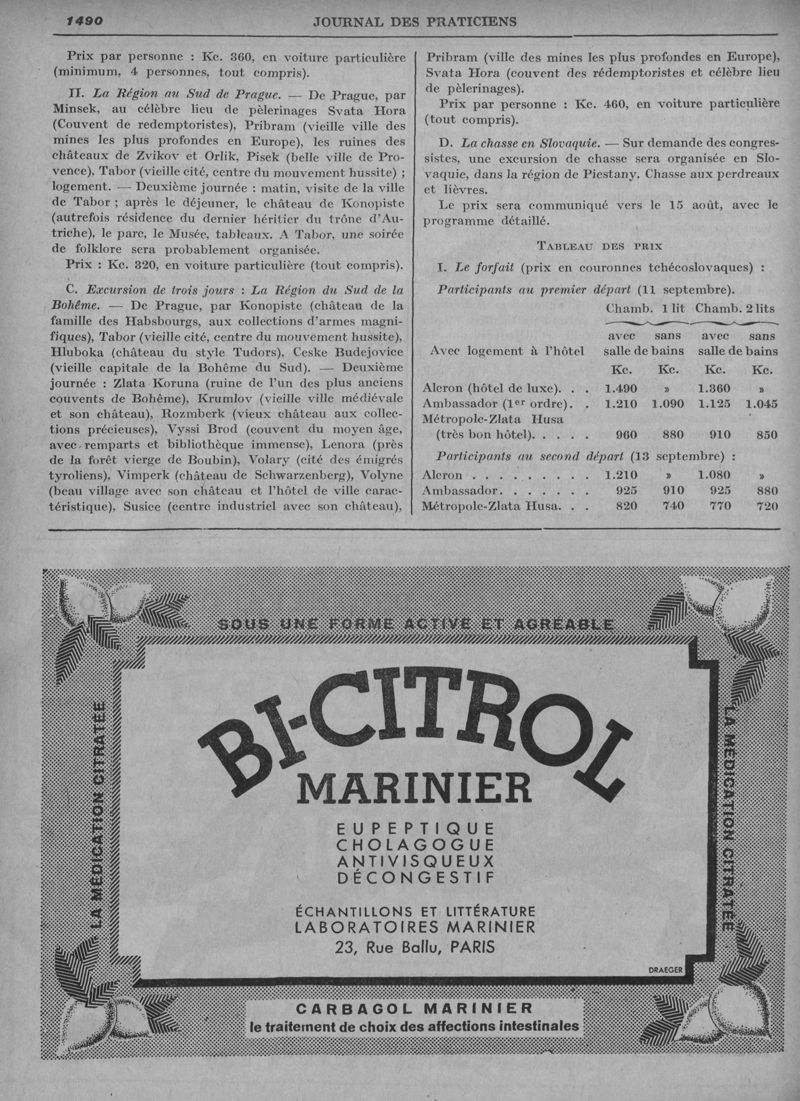 1490
JOURNAL DES PRATICIENS
Prix par personne : Kc. 360, en voiture particulière
(minimum, 4 personnes, tout compris).
II. La Région au Sud de Prague. — De Prague, par
Minsek, au célèbre lieu de pèlerinages Svata Hora
(Couvent de redemptoristes), Pribram (vieille ville des
mines les plus profondes en Europe), les ruines des
châteaux de Zvikov et Orlik, Pisek (belle ville de Pro-
vence), Tabor (vieille cité, centre du mouvement hussite) ;
logement. — Deuxième journée : matin, visite de la ville
de Tabor ; après le déjeuner, le château de Konopiste
(autrefois résidence du dernier héritier du trône d'Au-
triche), le parc, le Musée, tableaux. A Tabor, une soirée
de folklore sera probablement organisée.
Prix : Kc. 320, en voiture particulière (tout compris).
C. Excursion de trois jours : La Région du Sud de la
Bohême. — De Prague, par Konopiste (château de la
famille des Habsbourgs, aux collections d'armes magni-
fiques), Tabor (vieille cité, centre du mouvement hussite),
Hluboka (château du style Tudors), Ceske Budejovice
(vieille capitale de la Bohême du Sud). — Deuxième
journée : Zlata Koruna (ruine de l'un des plus anciens
couvents de Bohême), Krumlov (vieille ville médiévale
et son château), Rozmberk (vieux château aux collec-
tions précieuses), Vyssi Brod (couvent du moyen âge,
avec remparts et bibliothèque immense), Lenora (près
de la forêt vierge de Boubin), Volary (cité des émigrés
tyroliens), Vimperk (château de Schwarzenberg), Volyne
(beau village avec son château et l'hôtel de ville carac-
téristique), Susice (centre industriel avec son château),
Pribram (ville des mines les plus profondes en Europe),
Svata Hora (couvent des rédemptoristes et célèbre lieu
de pèlerinages).
Prix par personne : Kc. 460, en voiture particulière
(tout compris).
D. La chasse en Slovaquie. — Sur demande des congres-
sistes, une excursion de chasse sera organisée en Slo-
vaquie, dans la région de Piestany. Chasse aux perdreaux
et lièvres.
Le prix sera communiqué vers le 15 août, avec le
programme détaillé.
TABLEAU DES PRIX
I. Le forfait (prix en couronnes tchécoslovaques) :
Participants au premier départ (11 septembre).
Chamb. 1 lit Chamb. 2 lits
avec sans avec sans
Avec logement à l'hôtel salle de bains salle de bains
Kc. Kc. Kc. Kc.
Alcron (hôtel de luxe). . . 1.490 » 1.360 »
Ambassador (1er ordre). . 1.210 1.090 1.125 1.045
Métropole-Zlata Husa
(très bon hôtel). . . . . 960 880 910 850
Participants au second départ (13 septembre) :
Alcron . . . . . . . . . 1.210 » 1.080 »
Ambassador. . . . . . . 925 910 925 880
Métropole-Zlata Husa. . . 820 740 770 720
SOUS UNE FORME ACTIVE ET AGRÉABLE
LA MÉDICATION CITRATÉE
BI-CITROL
MARINIER
EUPEPTIQUE
CHOLAGOGUE
ANTIVISQUEUX
DÉCONGESTIF
ÉCHANTILLONS ET LITTÉRATURE
LABORATOIRES MARINIER
23, Rue Ballu, PARIS
DRAEGER
LA MÉDICATION CITRATÉE
CARBAGOL MARINIER
le traitement de choix des affections intestinales